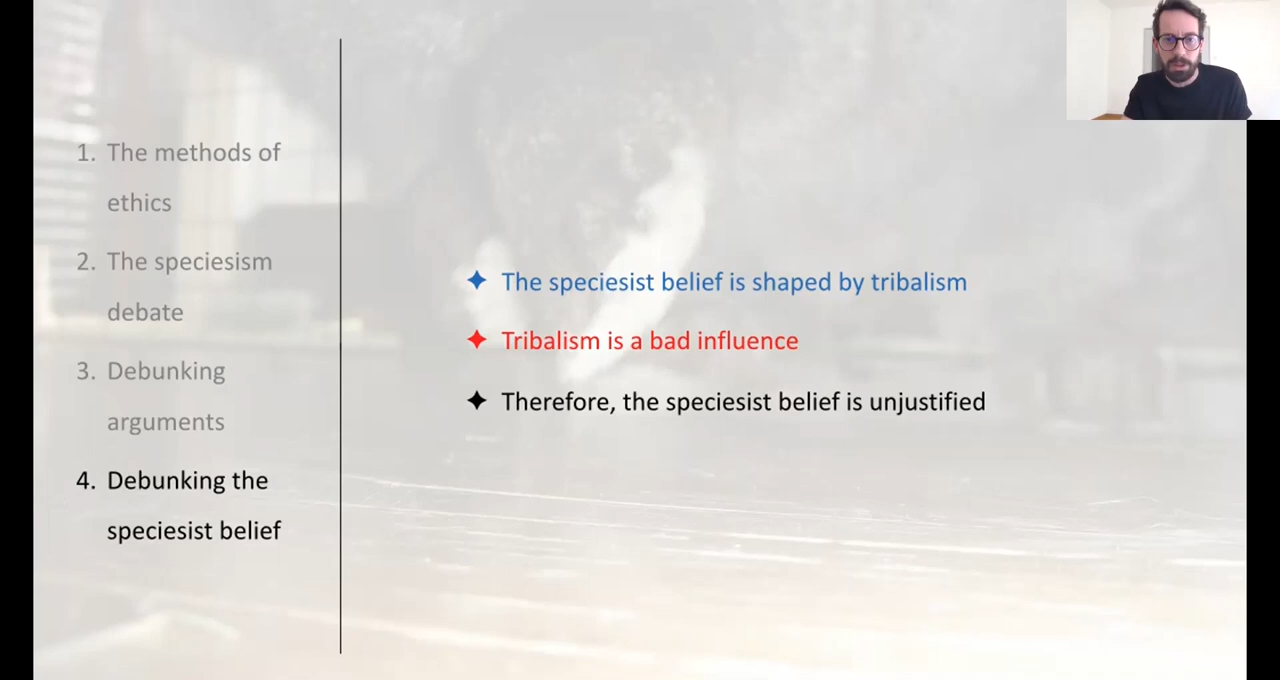 1. The methods of
ethics
2. The speciesism
debate
3. Debunking
arguments
4. Debunking the
speciesist belief
✦ The speciesist belief is shaped by tribalism
✦ Tribalism is a bad influence
✦ Therefore, the speciesist belief is unjustified